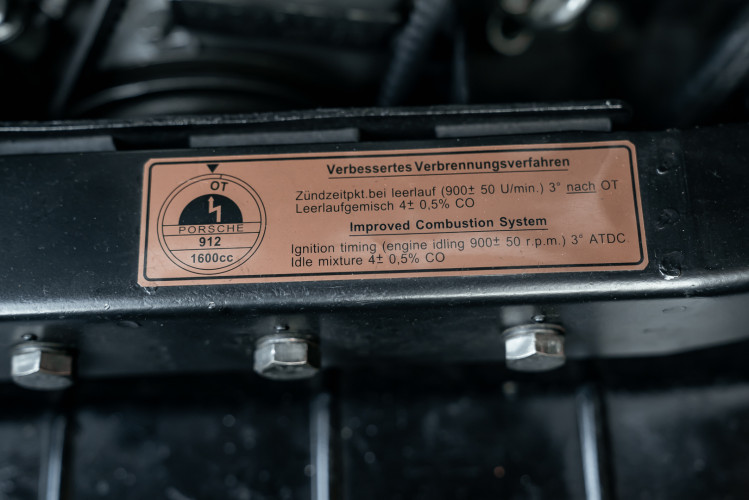 OT
PORSCHE
912
1600cc
Verbessertes Verbrennungsverfahren
Zündzeitpkt.bei leerlauf (900± 50 U/min.) 3° nach OT
Leerlaufgemisch 4± 0,5% CO
Improved Combustion System
Ignition timing (engine idling 900± 50 r.p.m.) 3° ATDC
Idle mixture 4± 0,5% CO